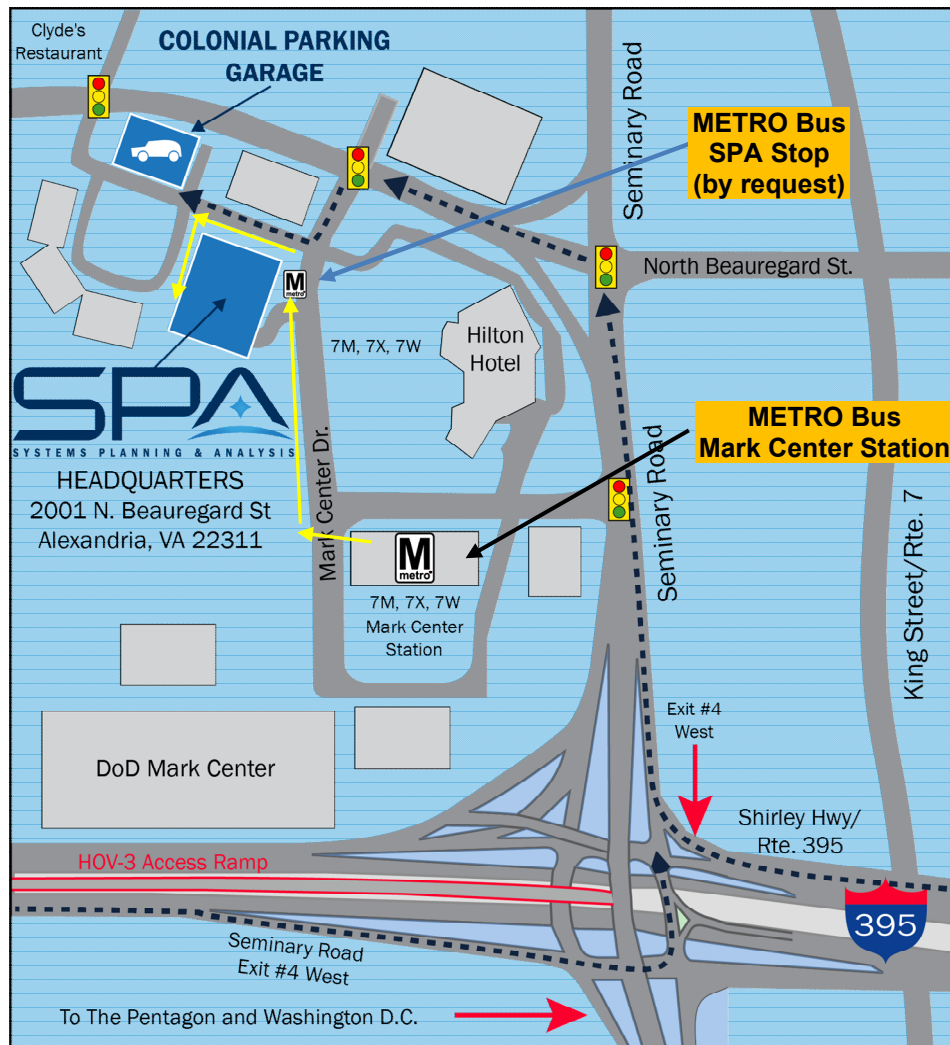 Clyde's
Restaurant
COLONIAL PARKING
GARAGE
Seminary Road
METRO Bus
SPA Stop
(by request)
North Beauregard St.
M
metro
7M, 7X, 7W
Hilton
Hotel
SPA
SYSTEMS PLANNING & ANALYSIS
HEADQUARTERS
2001 N. Beauregard St
Alexandria, VA 22311
Mark Center Dr.
METRO Bus
Mark Center Station
Seminary Road
M
metro
7M, 7X, 7W
Mark Center
Station
King Street/Rte. 7
Exit #4
West
DoD Mark Center
Shirley Hwy/
Rte. 395
HOV-3 Access Ramp
395
Seminary Road
Exit #4 West
To The Pentagon and Washington D.C.